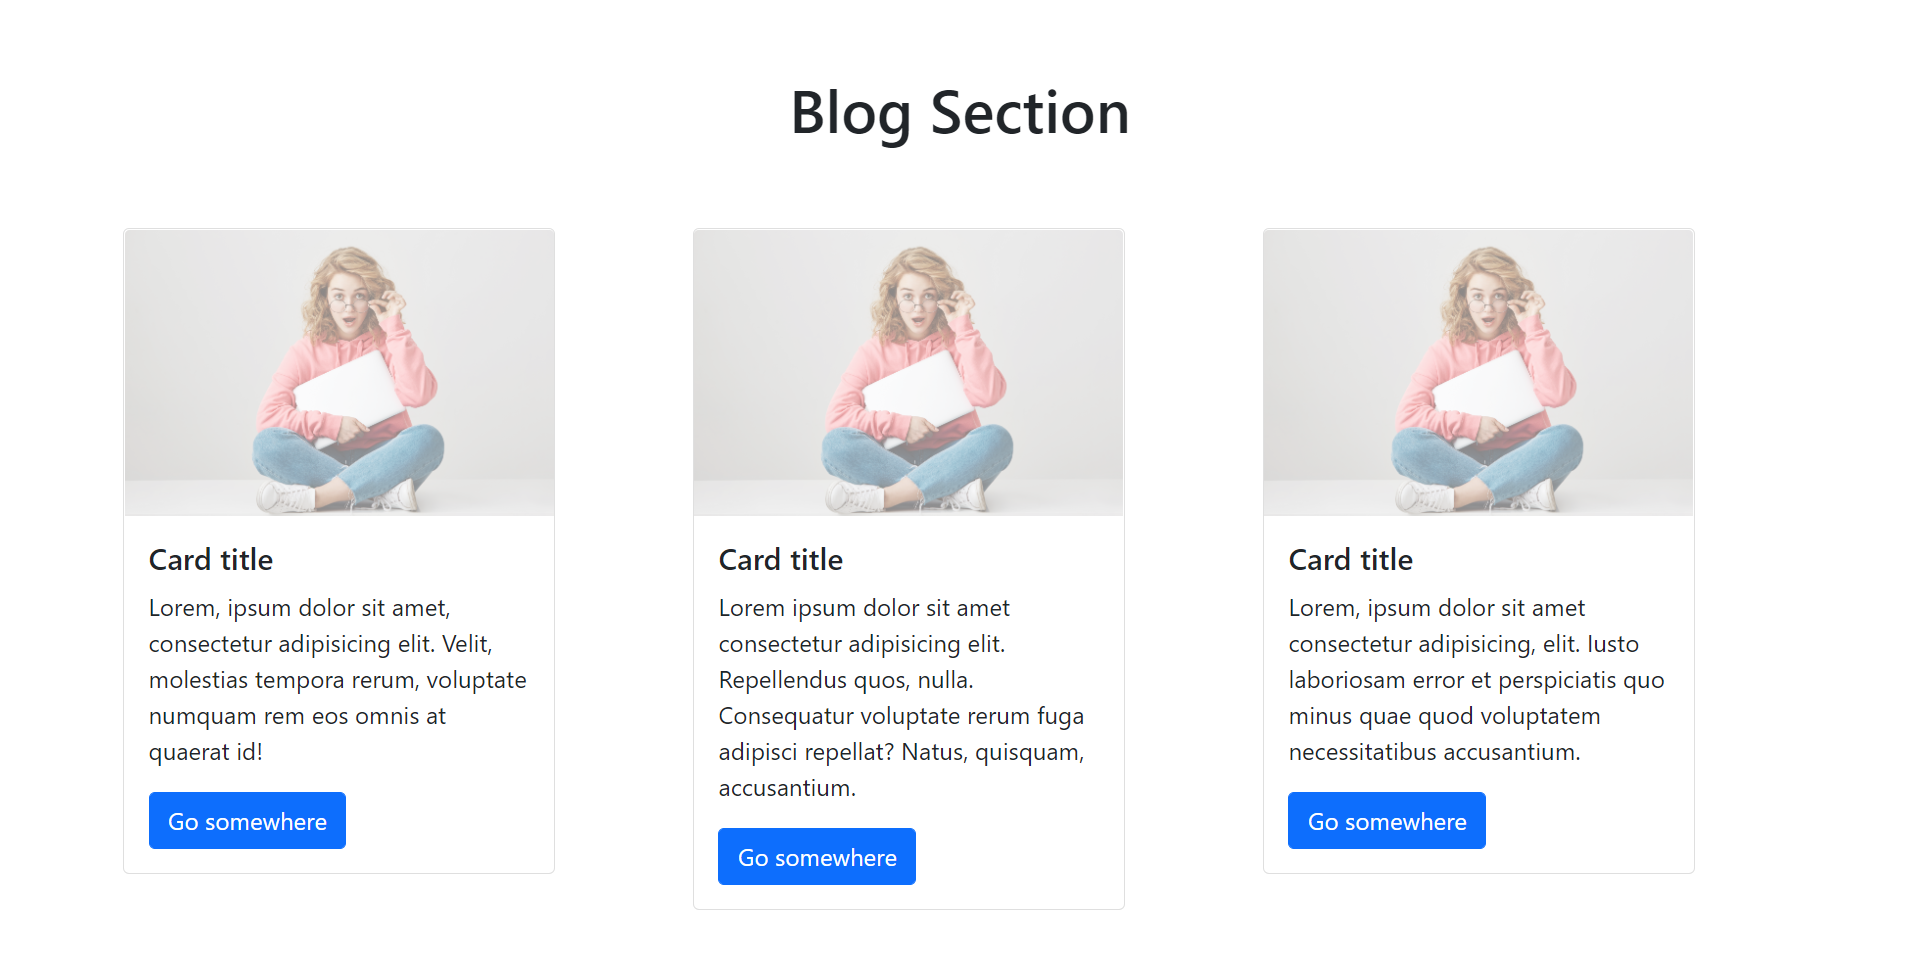 Blog Section
Card title
Lorem, ipsum dolor sit amet,
consectetur adipisicing elit. Velit,
molestias tempora rerum, voluptate
numquam rem eos omnis at
quaerat id!
Go somewhere
Card title
Lorem ipsum dolor sit amet
consectetur adipisicing elit.
Repellendus quos, nulla.
Consequatur voluptate rerum fuga
adipisci repellat? Natus, quisquam,
accusantium.
Go somewhere
Card title
Lorem, ipsum dolor sit amet
consectetur adipisicing, elit. Iusto
laboriosam error et perspiciatis quo
minus quae quod voluptatem
necessitatibus accusantium.
Go somewhere